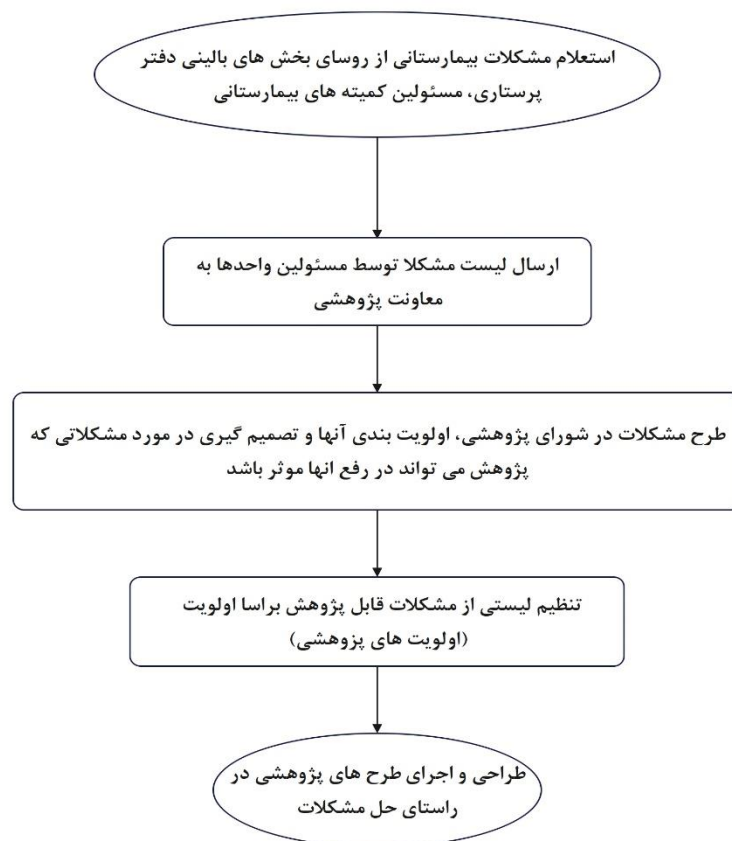 استعلام مشکلات بیمارستانی از روسای بخش های بالینی دفتر
پرستاری، مسئولین کمیته های بیمارستانی
ارسال لیست مشکلا توسط مسئولین واحدها به
معاونت پژوهشی
طرح مشکلات در شورای پژوهشی، اولویت بندی آنها و تصمیم گیری در مورد مشکلاتی که
پژوهش می تواند در رفع انها موثر باشد
تنظیم لیستی از مشکلات قابل پژوهش براسا اولویت
(اولویت های پزوهشی)
طراحی و اجرای طرح های پژوهشی در
راستای حل مشکلات